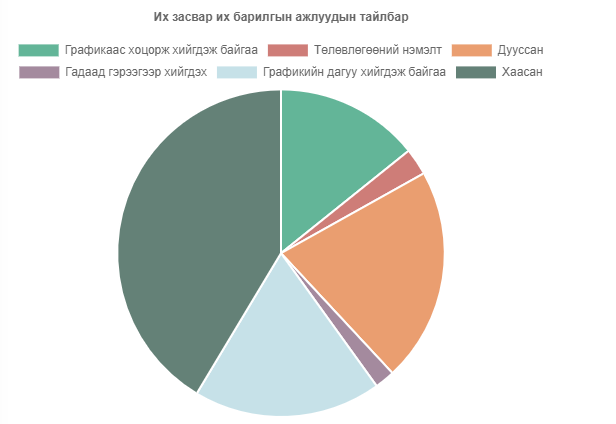 Их засвар их барилгын ажлуудын тайлбар
Графикаас хоцорж хийгдэж байгаа Төлөвлөгөөний нэмэлт Дууссан
Гадаад гэрээгээр хийгдэх Графикийн дагуу хийгдэж байгаа Хаасан